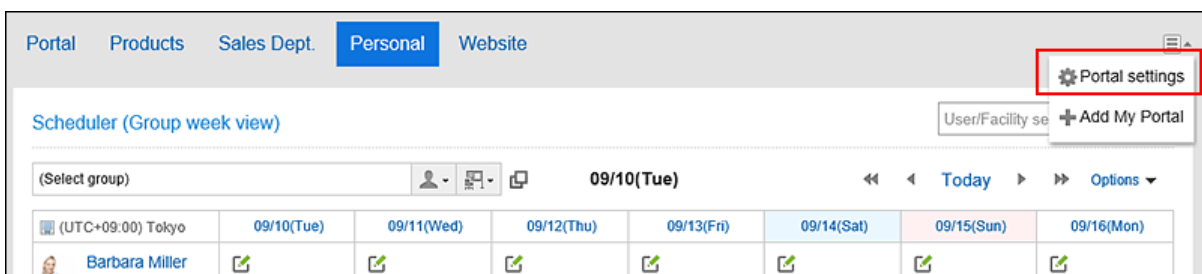 Portal Products Sales Dept. Personal Website
Portal settings
Add My Portal
Scheduler (Group week view) User/Facility se
(Select group) 09/10(Tue) Today Options
(UTC+09:00) Tokyo 09/10(Tue) 09/11(Wed) 09/12(Thu) 09/13(Fri) 09/14(Sat) 09/15(Sun) 09/16(Mon)
Barbara Miller